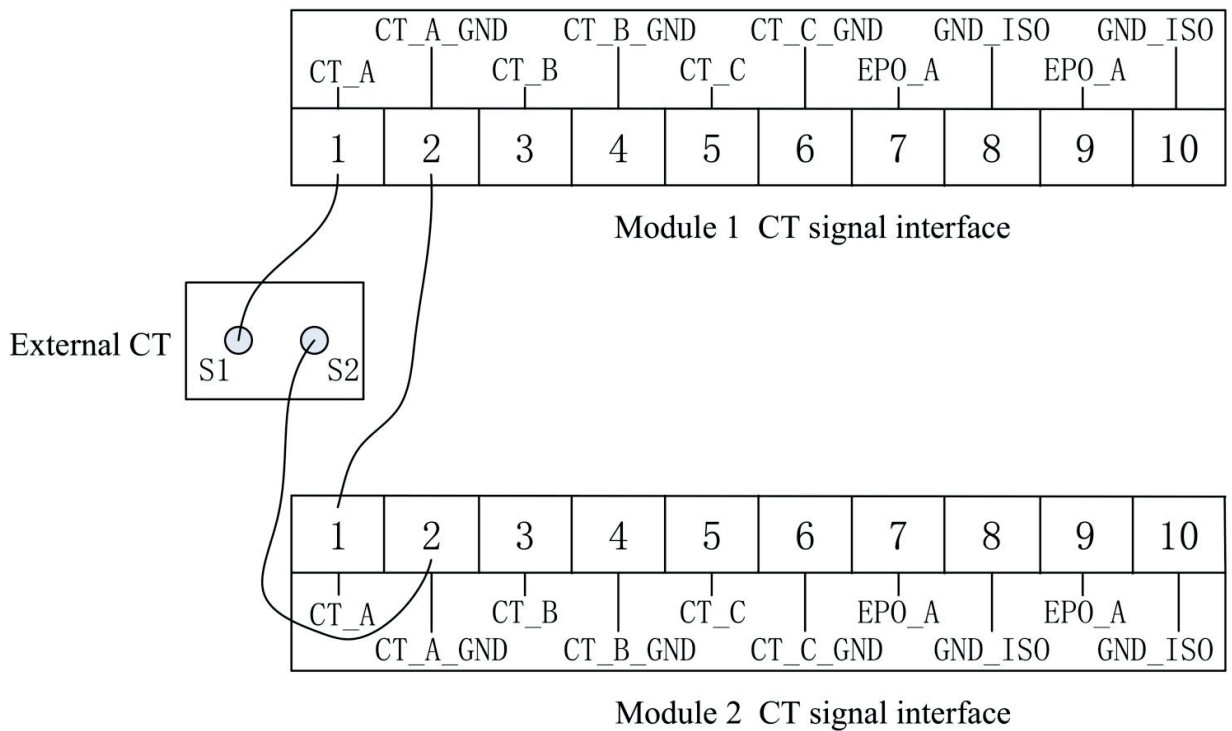 CT_A_GND CT_B_GND CT_C_GND GND_ISO GND_ISO
CT_A CT_B CT_C EPO_A EPO_A
1 2 3 4 5 6 7 8 9 10
Module 1 CT signal interface
External CT
S1 S2
1 2 3 4 5 6 7 8 9 10
CT_A CT_B CT_C EPO_A EPO_A
CT_A_GND CT_B_GND CT_C_GND GND_ISO GND_ISO
Module 2 CT signal interface